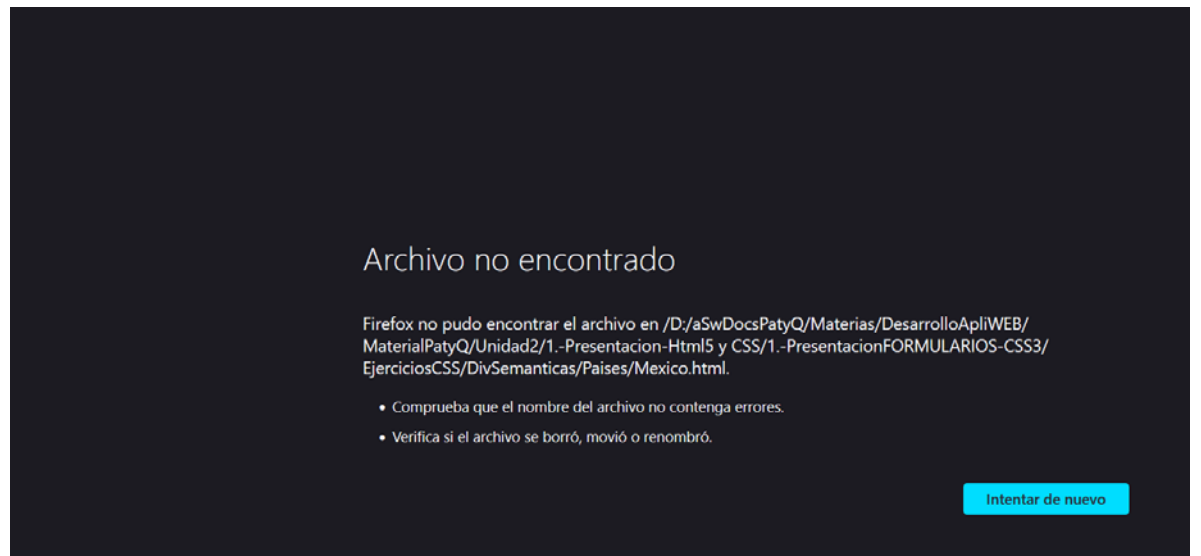 Archivo no encontrado
Firefox no pudo encontrar el archivo en /D:/aSwDocsPatyQ/Materias/DesarrolloApliWEB/
MaterialPatyQ/Unidad2/1.-Presentacion-Html5 y CSS/1.-PresentacionFORMULARIOS-CSS3/
EjerciciosCSS/DivSemanticas/Paises/Mexico.html.
• Comprueba que el nombre del archivo no contenga errores.
• Verifica si el archivo se borró, movió o renombró.
Intentar de nuevo